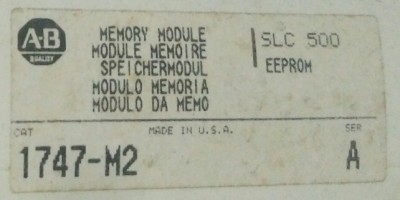 A-B
QUALITY
MEMORY MODULE
MODULE MEMOIRE
SPEICHERMODUL
MODULO MEMORIA
MODULO DA MEMO
SLC 500
EEPROM
CAT
MADE IN U.S.A.
SER
1747-M2
A